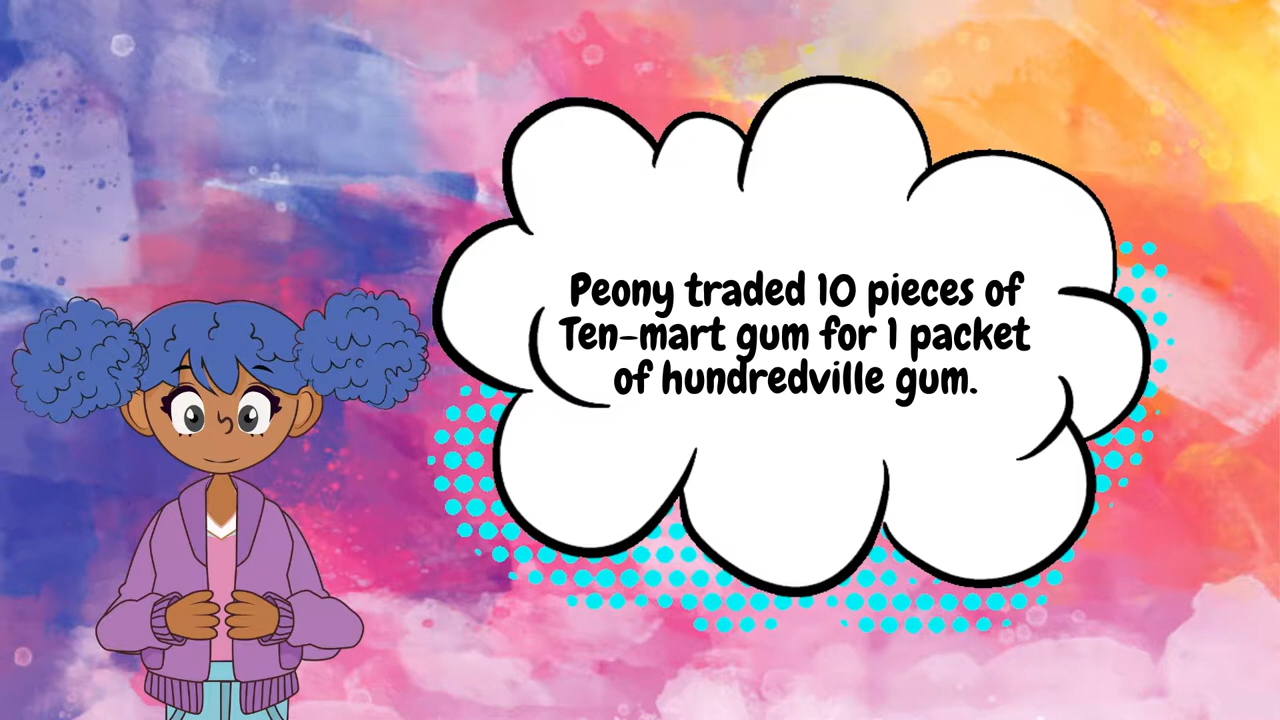 Peony traded 10 pieces of
Ten-mart gum for 1 packet
of hundredville gum.